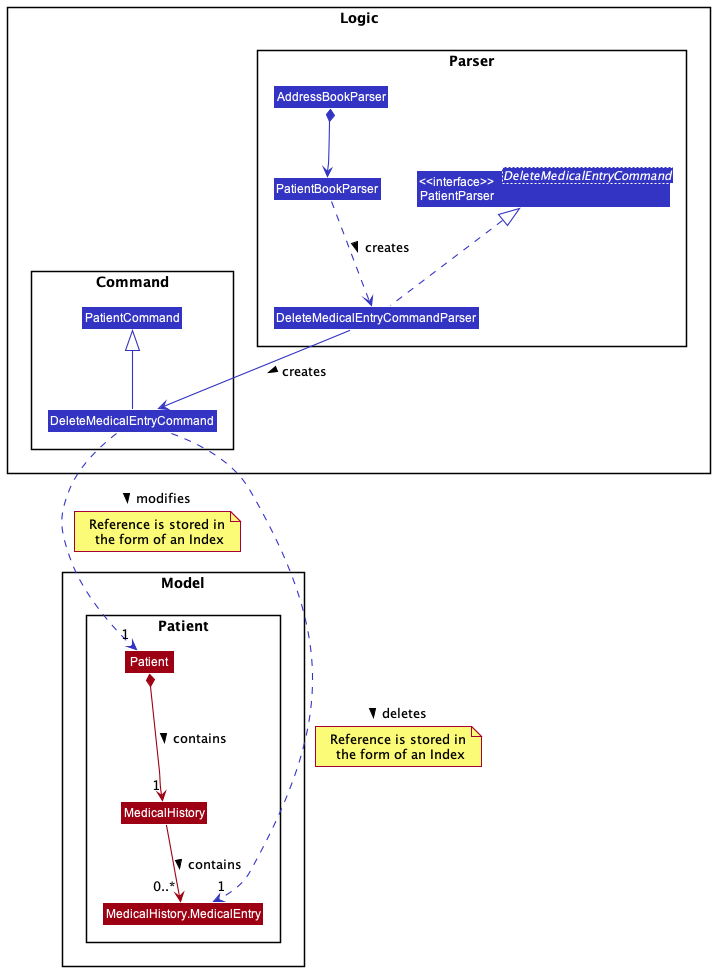 Logic
Parser
AddressBookParser
PatientBookParser
DeleteMedicalEntryCommand
<<interface>>
PatientParser
creates
DeleteMedicalEntryCommandParser
Command
PatientCommand
creates
DeleteMedicalEntryCommand
modifies
Reference is stored in
the form of an Index
Model
Patient
1
Patient
deletes
Reference is stored in
the form of an Index
contains
1
MedicalHistory
contains
0..*
1
MedicalHistory.MedicalEntry